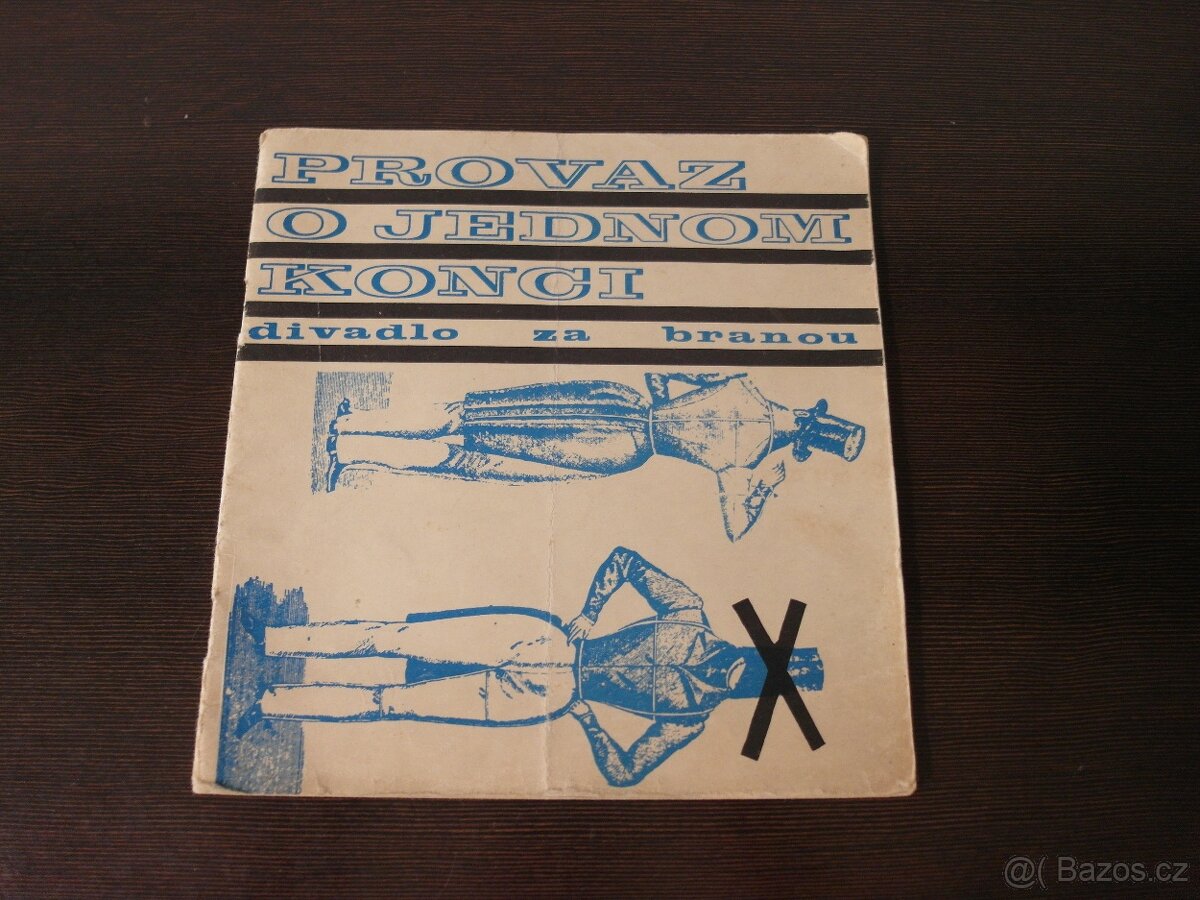 PROVAZ
O JEDNOM
KONCI
divadlo za branou
X
@( Bazos.cz